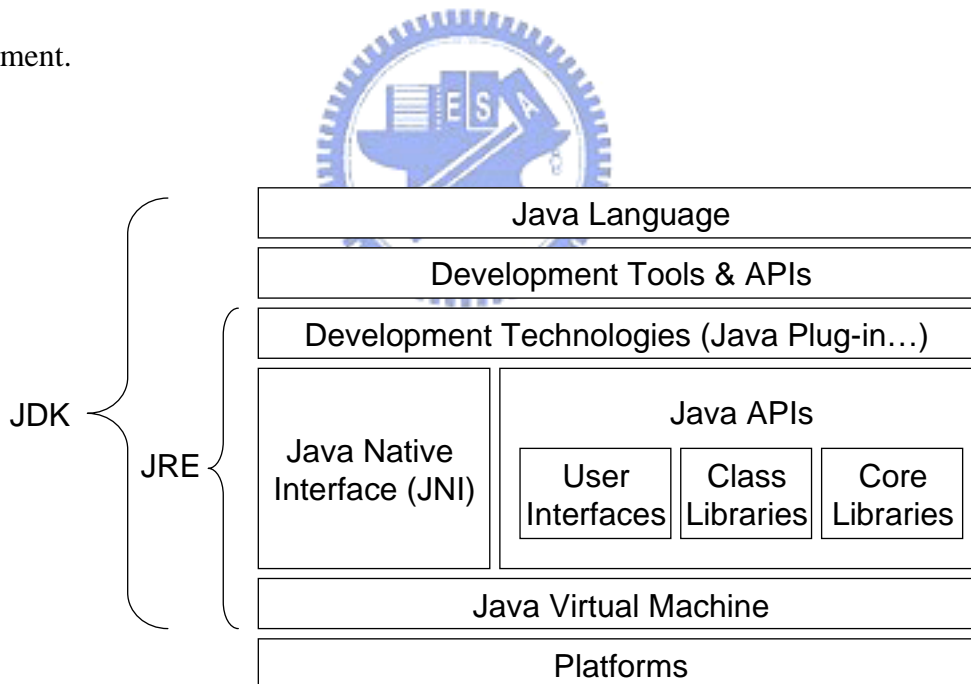 ment.
E S A
Java Language
Development Tools & APIs
Development Technologies (Java Plug-in…)
JDK
JRE
Java Native
Interface (JNI)
Java APIs
User
Interfaces
Class
Libraries
Core
Libraries
Java Virtual Machine
Platforms